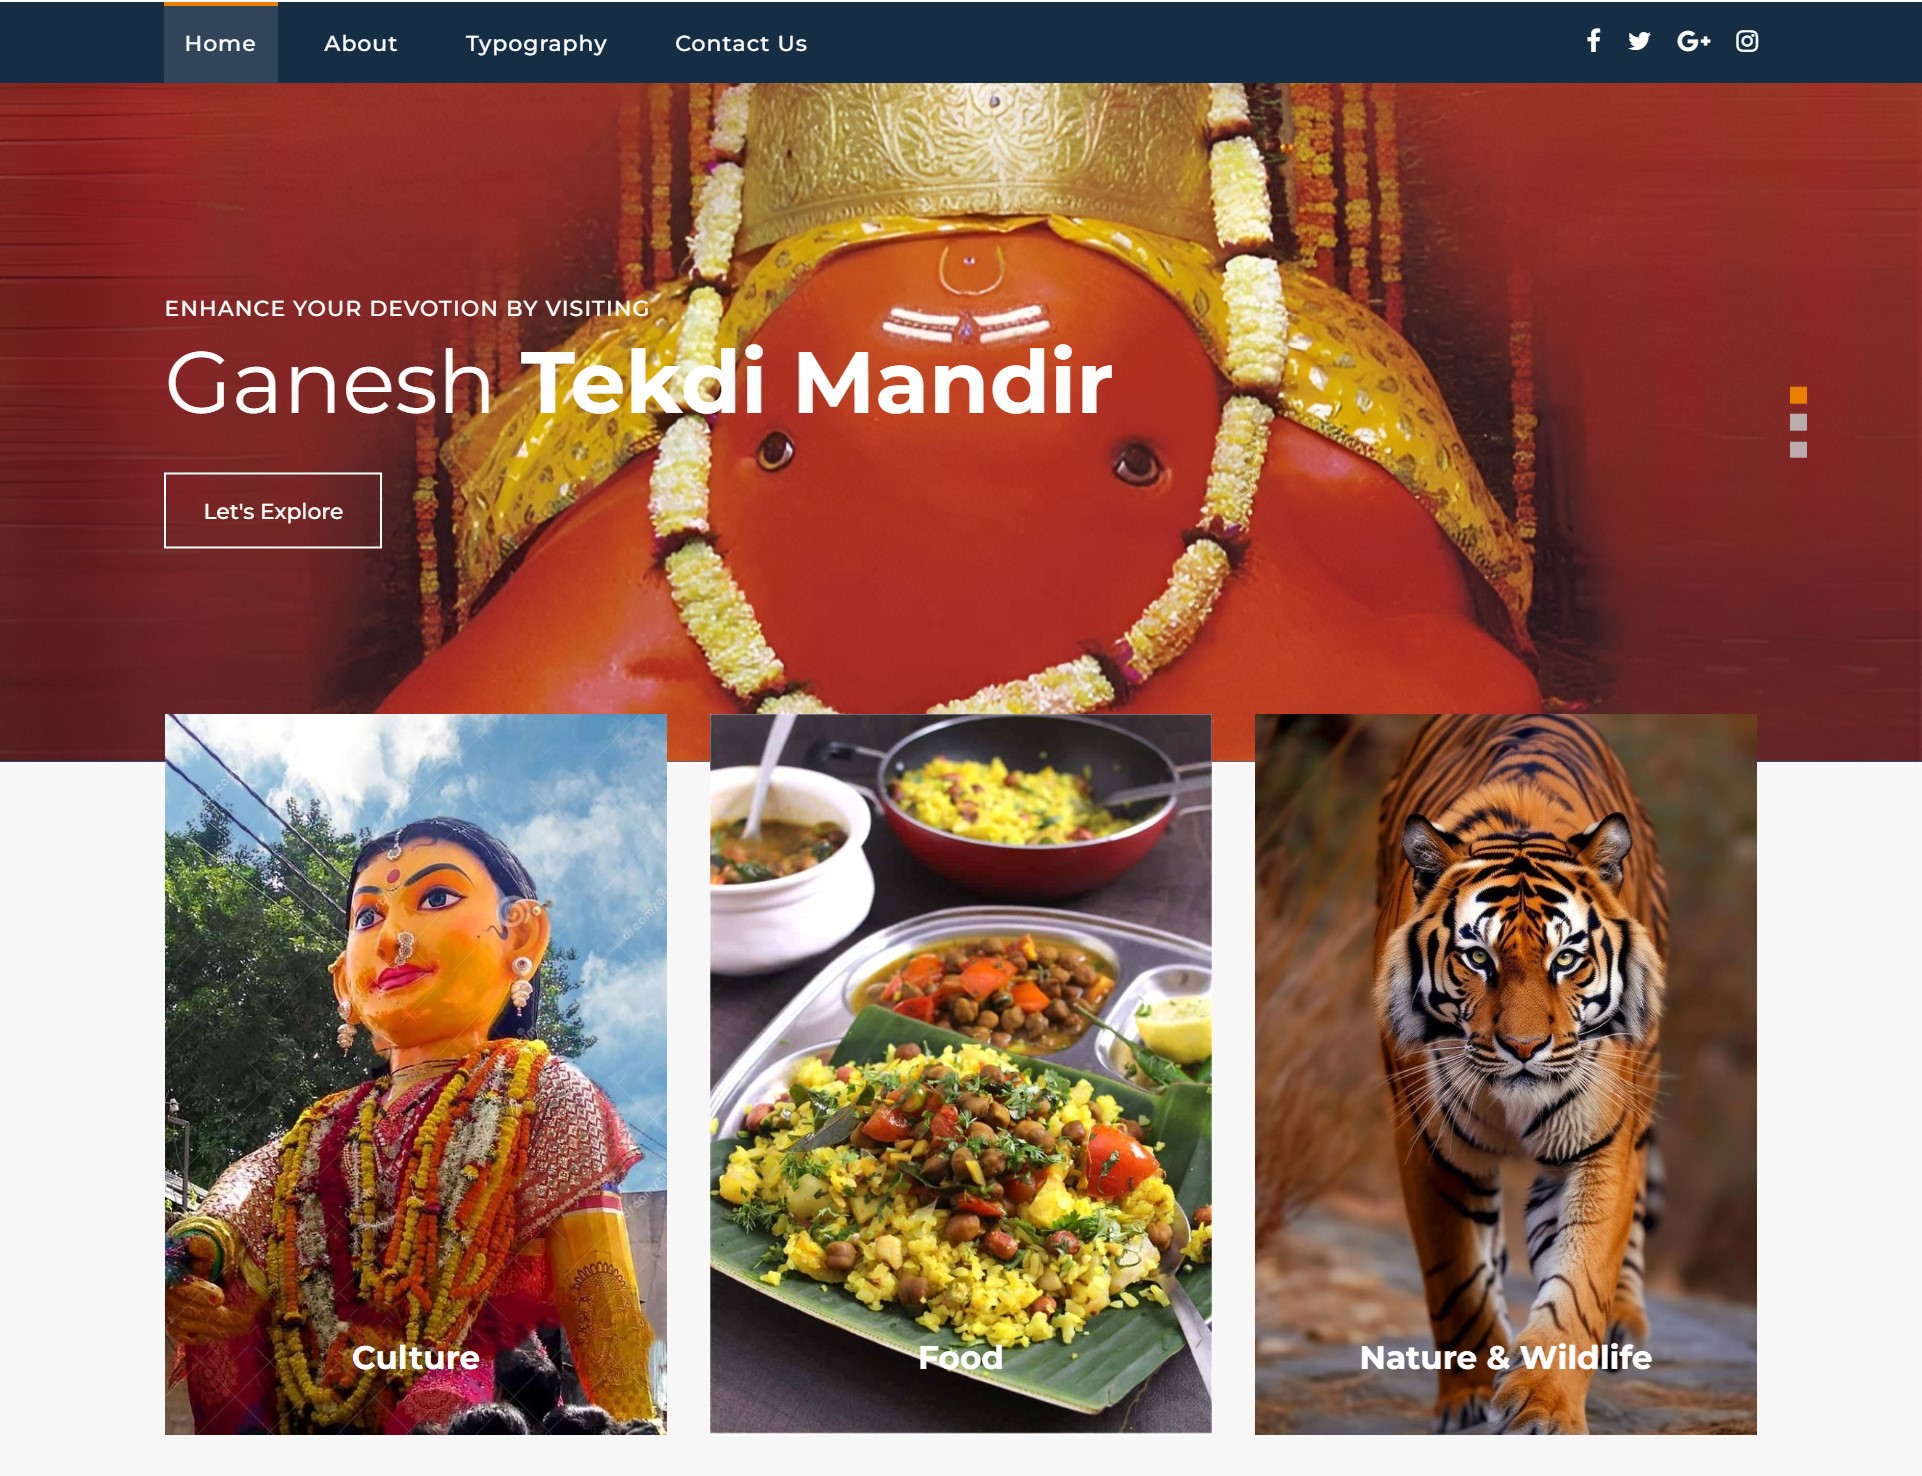 Home About Typography Contact Us
ENHANCE YOUR DEVOTION BY VISITING
Ganesh Tekdi Mandir
Let's Explore
Culture Food Nature & Wildlife